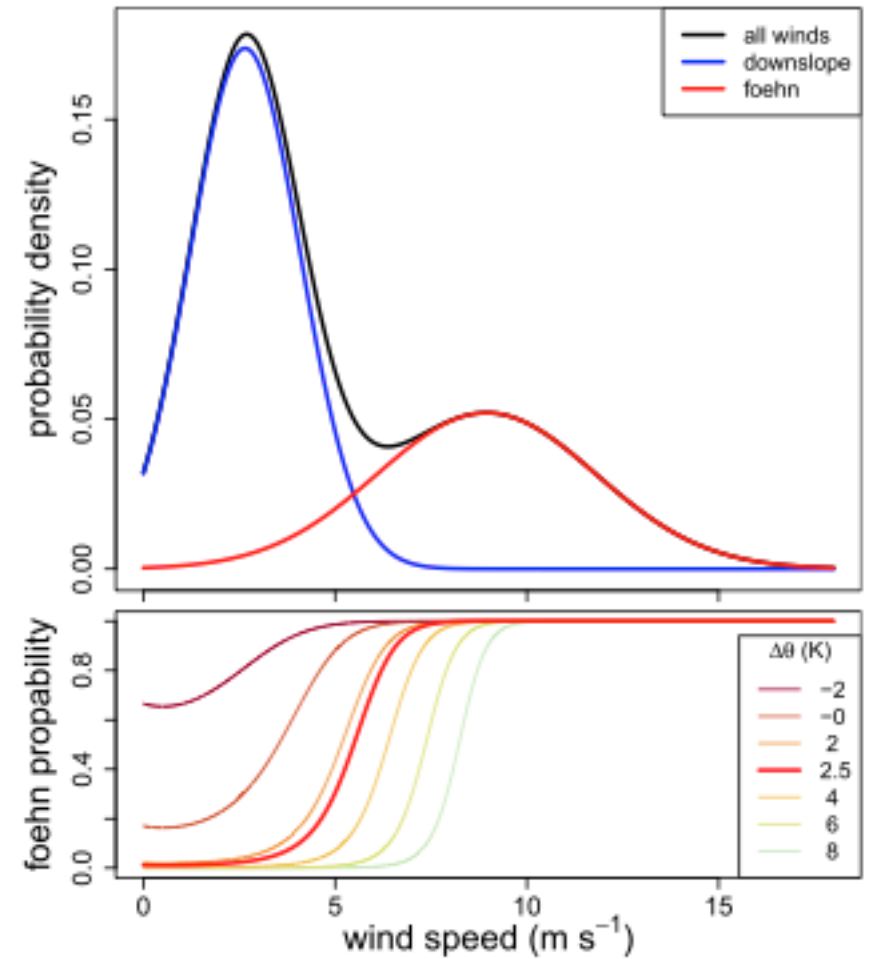 all winds
downslope
foehn
probability density
0.00
0.05
0.10
0.15
foehn propability
0.0
0.4
0.8
Δθ (K)
−2
−0
2
2.5
4
6
8
0
5
10
15
wind speed (m s⁻¹)